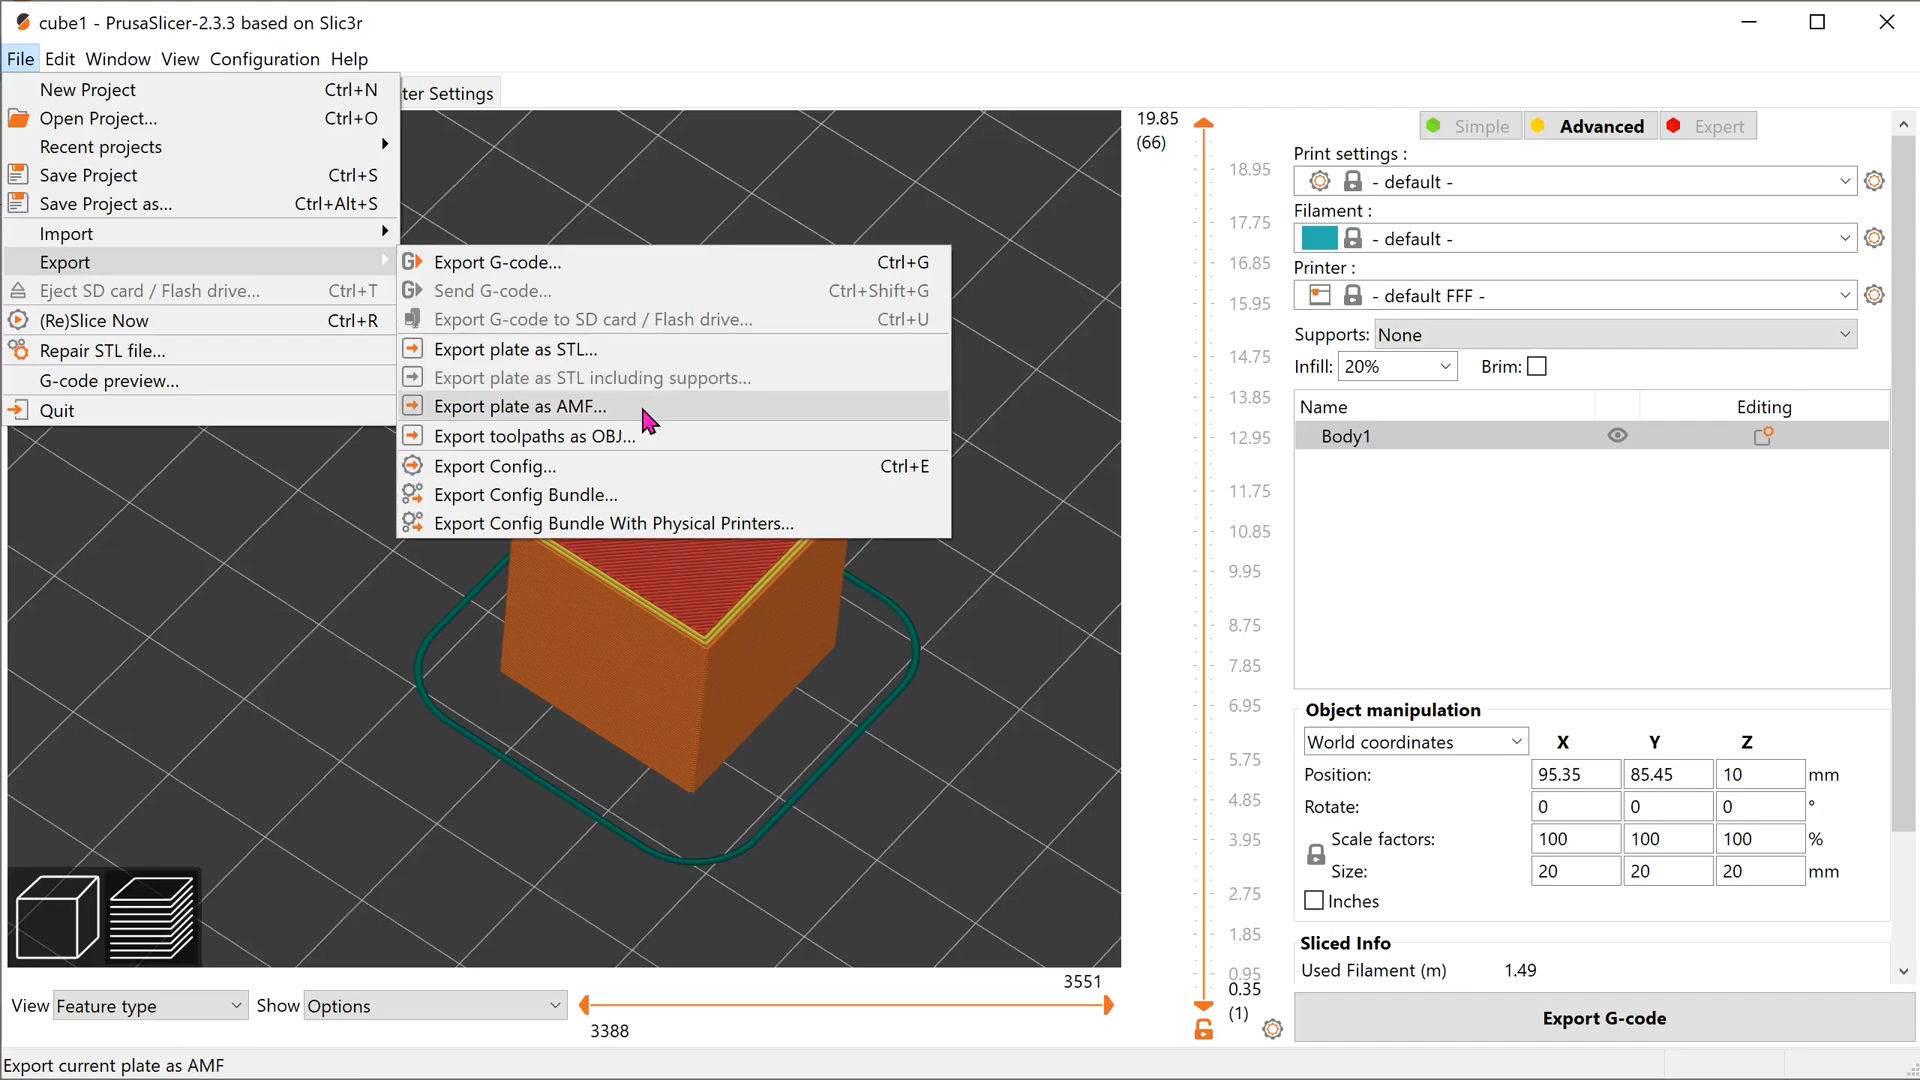 cube1 - PrusaSlicer-2.3.3 based on Slic3r
File Edit Window View Configuration Help
New Project Ctrl+N
ter Settings
Open Project... Ctrl+O
Recent projects
Save Project Ctrl+S
Save Project as... Ctrl+Alt+S
Import
Export
Eject SD card / Flash drive... Ctrl+T
(Re)Slice Now Ctrl+R
Repair STL file...
G-code preview...
Quit
Export G-code... Ctrl+G
Send G-code... Ctrl+Shift+G
Export G-code to SD card / Flash drive... Ctrl+U
Export plate as STL...
Export plate as STL including supports...
Export plate as AMF...
Export toolpaths as OBJ...
Export Config... Ctrl+E
Export Config Bundle...
Export Config Bundle With Physical Printers...
19.85
(66)
18.95
17.75
16.85
15.95
14.75
13.85
12.95
11.75
10.85
9.95
8.75
7.85
6.95
5.75
4.85
3.95
2.75
1.85
0.95
0.35
(1)
Simple Advanced Expert
Print settings :
- default -
Filament :
- default -
Printer :
- default FFF -
Supports: None
Infill: 20% Brim:
Name Editing
Body1
Object manipulation
World coordinates X Y Z
Position: 95.35 85.45 10 mm
Rotate: 0 0 0 °
Scale factors: 100 100 100 %
Size: 20 20 20 mm
Inches
Sliced Info
Used Filament (m) 1.49
Export G-code
3551
View Feature type Show Options
3388
Export current plate as AMF